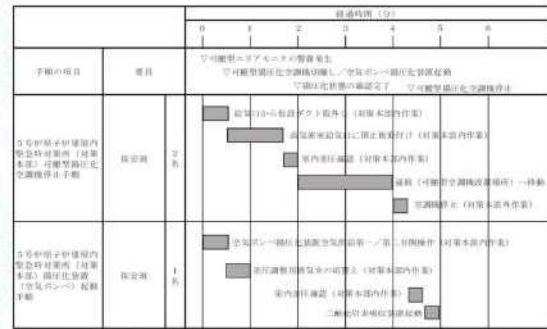 経過時間（分）
0 1 2 3 4 5 6
▽可搬型エリアモニタの警報発生
▽可搬型陽圧化空調機切離し／空気ボンベ陽圧化装置起動
▽陽圧化状態の確認完了
▽可搬型陽圧化空調機停止
手順の項目
要員
5号炉原子炉建屋内
緊急時対策所（対策
本部）可搬型陽圧化
空調機停止手順
保安班
2
名
給気口から仮設ダクト取外し（対策本部内作業）
高気密室給気口に閉止板取付け（対策本部内作業）
室内差圧確認（対策本部内作業）
（可搬型空調機設置場所）へ移動
空調機停止（対策本部外作業）
5号炉原子炉建屋内
緊急時対策所（対策
本部）陽圧化装置
（空気ボンベ）起動
手順
保安班
1
名
空気ボンベ陽圧化装置空気供給第一／第二弁開操作（対策本部内作業）
差圧調整用排気弁の切替え（対策本部内作業）
室内差圧確認（対策本部内作業）
二酸化炭素吸収装置起動